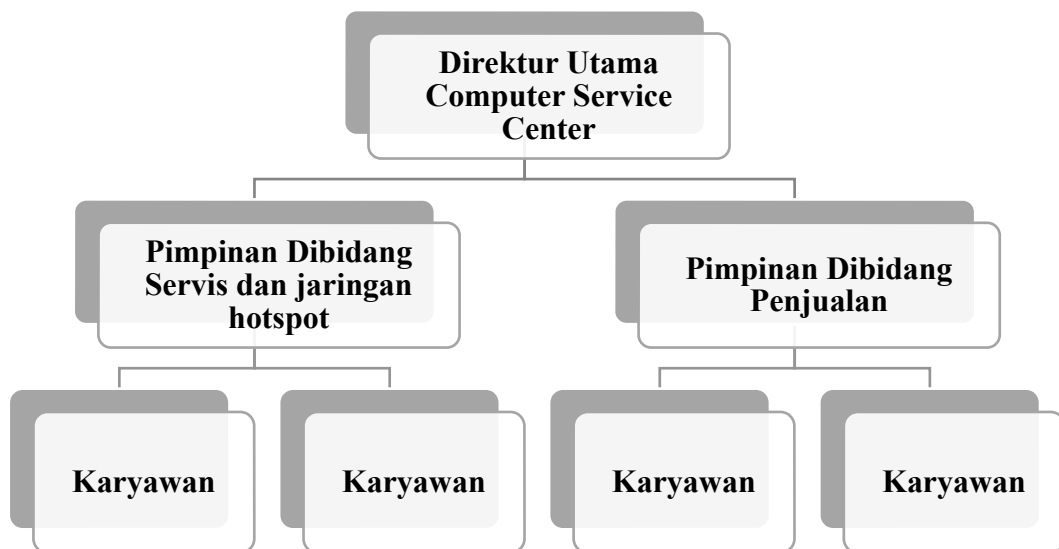 Direktur Utama
Computer Service
Center
Pimpinan Dibidang
Servis dan jaringan
hotspot
Pimpinan Dibidang
Penjualan
Karyawan
Karyawan
Karyawan
Karyawan